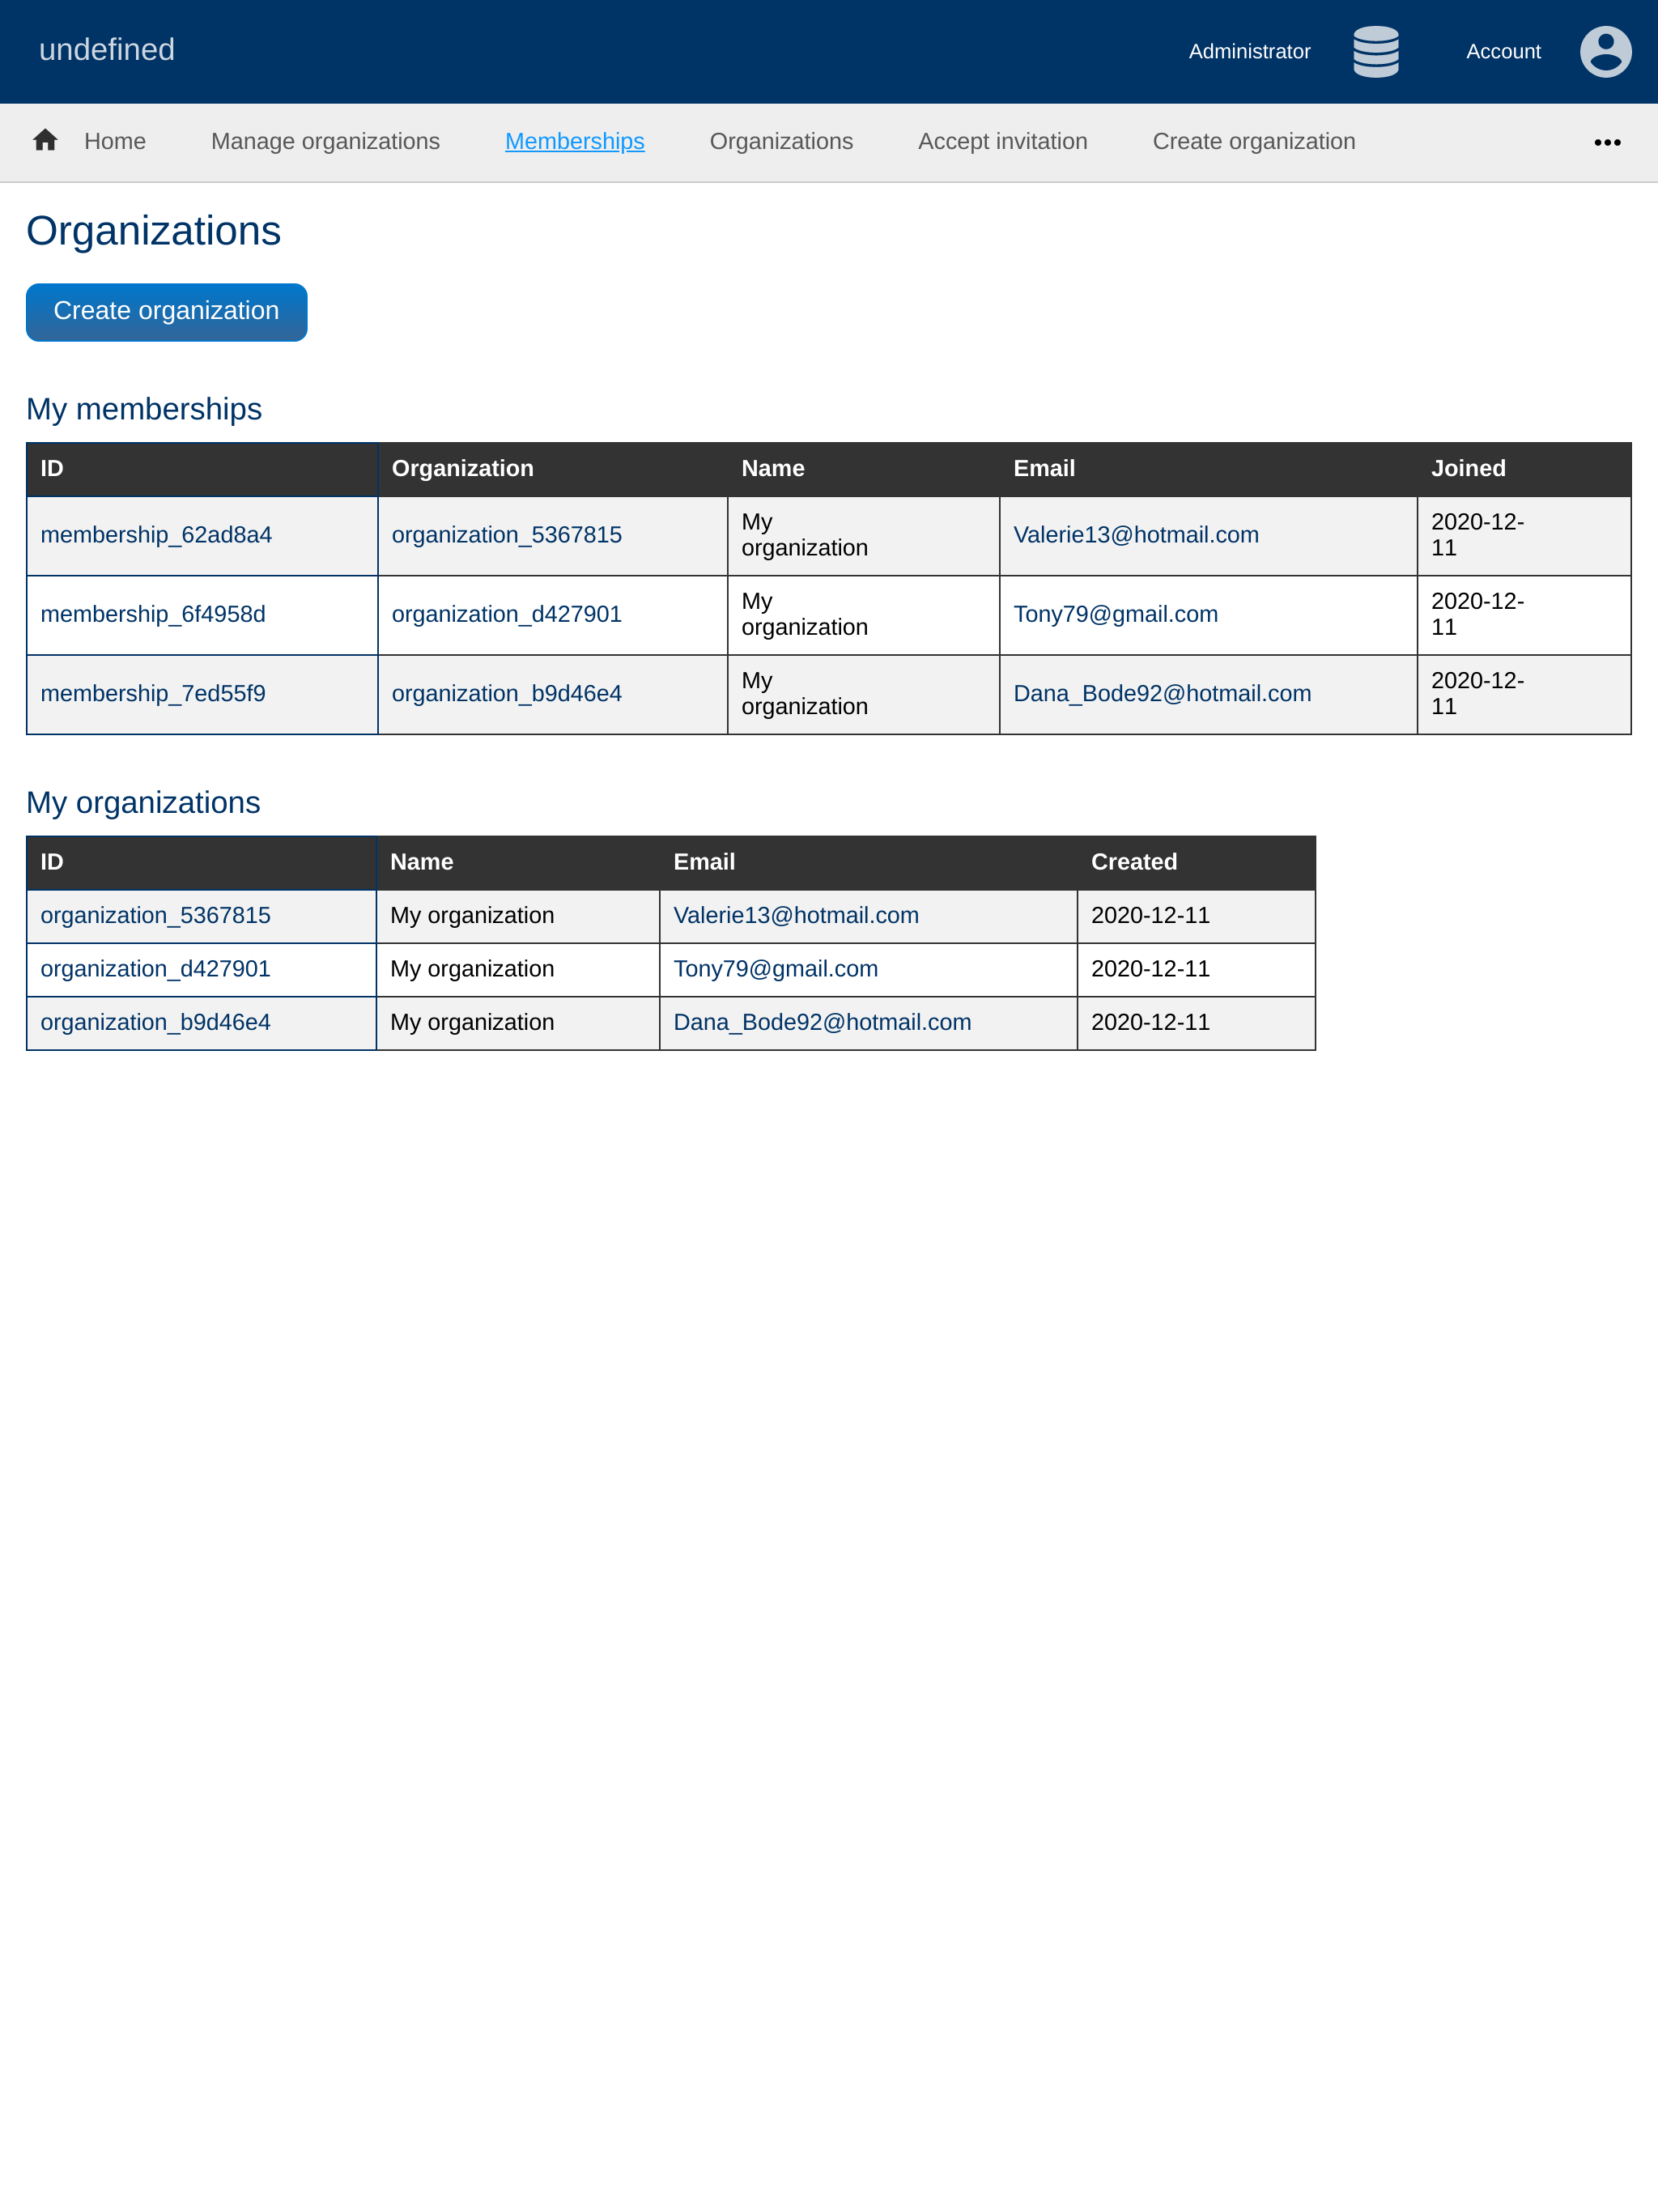 undefined Administrator Account
Home Manage organizations Memberships Organizations Accept invitation Create organization
Organizations
Create organization
My memberships
ID Organization Name Email Joined
membership_62ad8a4 organization_5367815 My organization Valerie13@hotmail.com 2020-12-11
membership_6f4958d organization_d427901 My organization Tony79@gmail.com 2020-12-11
membership_7ed55f9 organization_b9d46e4 My organization Dana_Bode92@hotmail.com 2020-12-11
My organizations
ID Name Email Created
organization_5367815 My organization Valerie13@hotmail.com 2020-12-11
organization_d427901 My organization Tony79@gmail.com 2020-12-11
organization_b9d46e4 My organization Dana_Bode92@hotmail.com 2020-12-11